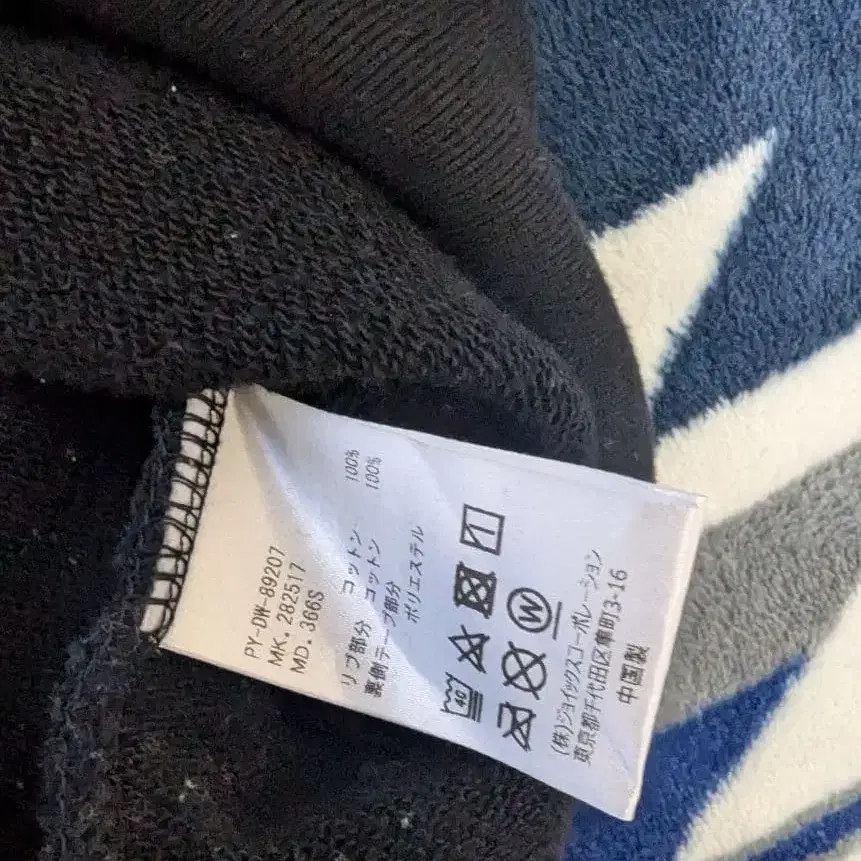 PY-DW-89207
MK. 282517
MD. 366S
コットン 100%
リブ部分 コットン 100%
裏側テープ部分
ポリエステル
40
W
(株)ジョイックスコーポレーション
東京都千代田区隼町3-16
中国製